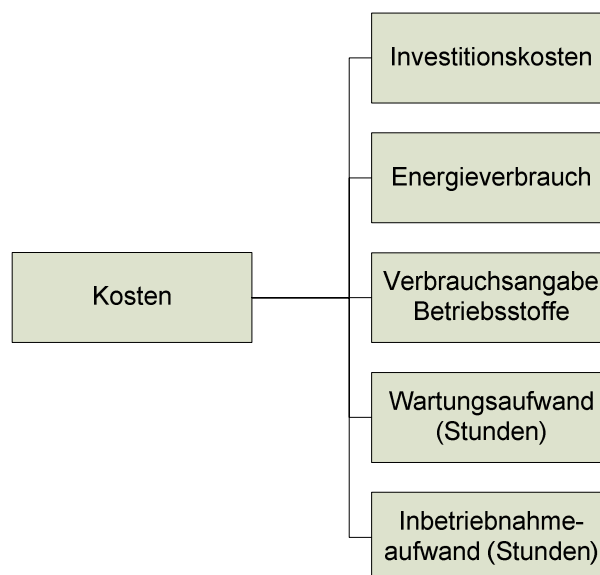 Investitionskosten
Energieverbrauch
Kosten
Verbrauchsangabe
Betriebsstoffe
Wartungsaufwand
(Stunden)
Inbetriebnahme-
aufwand (Stunden)